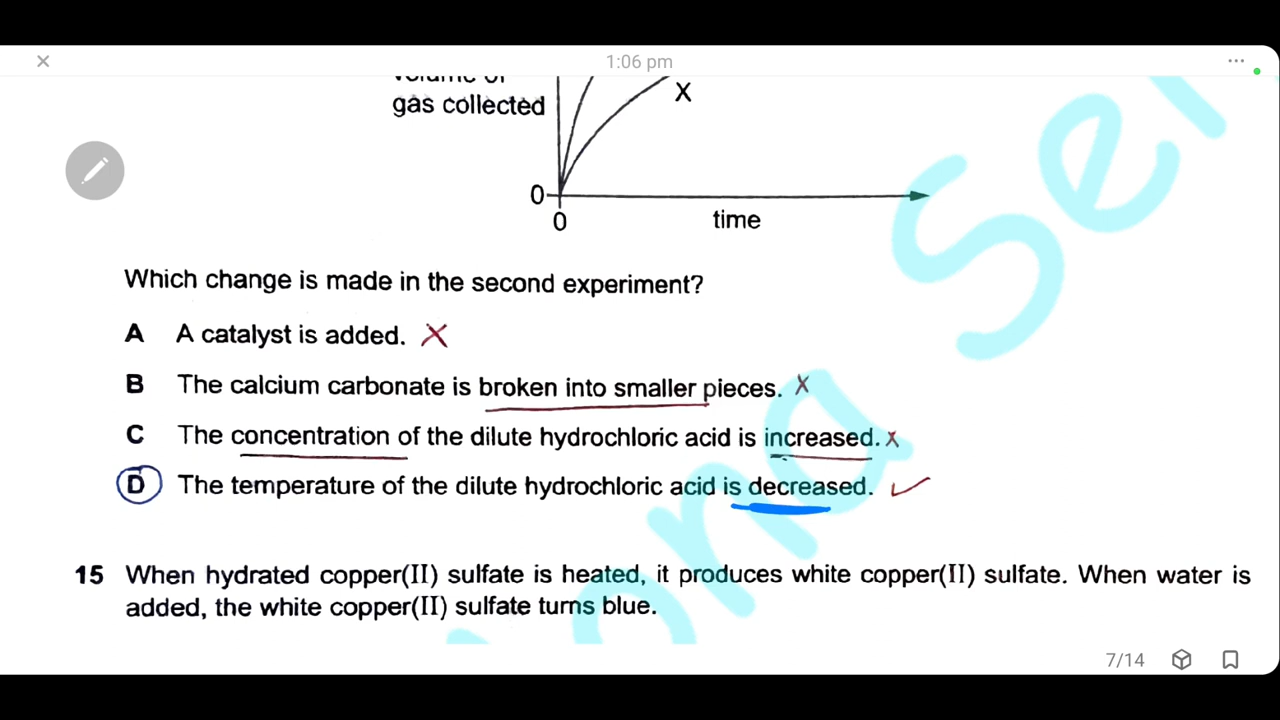 1:06 pm
volume of
gas collected
X
0
0
time
Which change is made in the second experiment?
A A catalyst is added. X
B The calcium carbonate is broken into smaller pieces. X
C The concentration of the dilute hydrochloric acid is increased. X
D The temperature of the dilute hydrochloric acid is decreased. ✓
15 When hydrated copper(II) sulfate is heated, it produces white copper(II) sulfate. When water is
added, the white copper(II) sulfate turns blue.
7/14